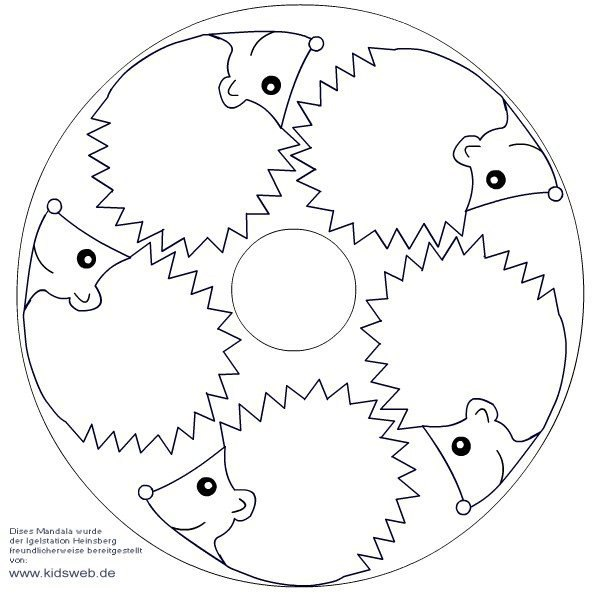 Dises Mandala wurde
der Igelstation Heinsberg
freundlicherweise bereitgestellt
von:
www.kidsweb.de